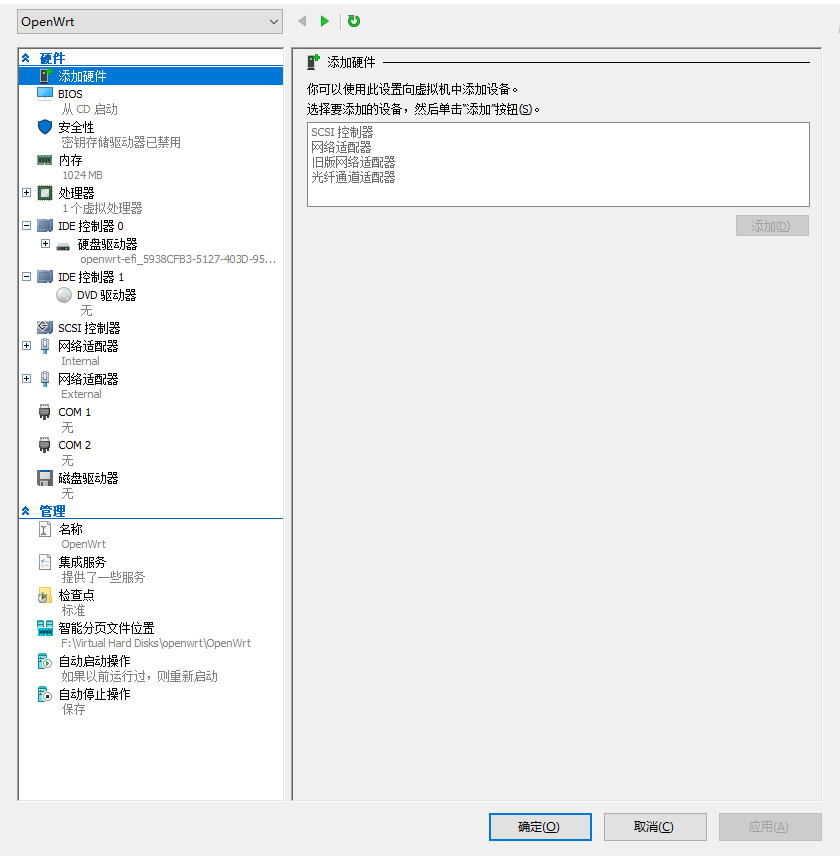 OpenWrt
硬件
添加硬件
BIOS
从 CD 启动
安全性
密钥存储驱动器已禁用
内存
1024 MB
处理器
1 个虚拟处理器
IDE 控制器 0
硬盘驱动器
openwrt-efi_5938CFB3-5127-403D-95...
IDE 控制器 1
DVD 驱动器
无
SCSI 控制器
网络适配器
Internal
网络适配器
External
COM 1
无
COM 2
无
磁盘驱动器
无
管理
名称
OpenWrt
集成服务
提供了一些服务
检查点
标准
智能分页文件位置
F:\Virtual Hard Disks\openwrt\OpenWrt
自动启动操作
如果以前运行过，则重新启动
自动停止操作
保存
添加硬件
你可以使用此设置向虚拟机中添加设备。
选择要添加的设备，然后单击"添加"按钮(S)。
SCSI 控制器
网络适配器
旧版网络适配器
光纤通道适配器
添加(D)
确定(O)
取消(C)
应用(A)